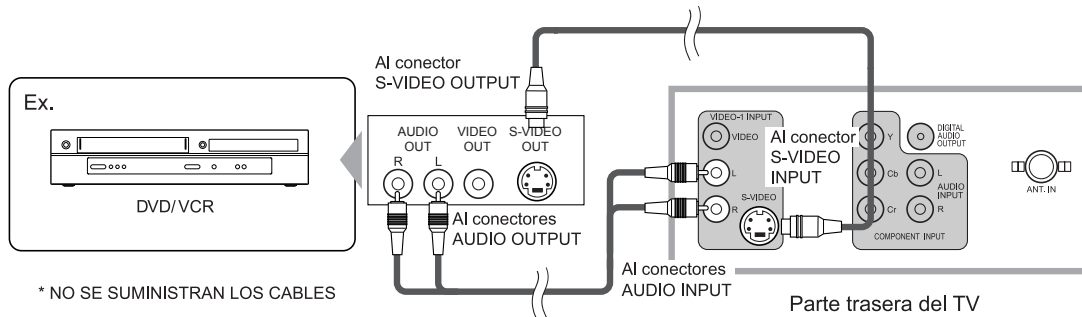 Ex.
DVD/VCR
* NO SE SUMINISTRAN LOS CABLES
Al conector
S-VIDEO OUTPUT
AUDIO
OUT
VIDEO
OUT
S-VIDEO
OUT
R
L
Al conectores
AUDIO OUTPUT
VIDEO-1 INPUT
VIDEO
L
R
S-VIDEO
Al conector
S-VIDEO
INPUT
Al conectores
AUDIO INPUT
Y
Cb
Cr
DIGITAL
AUDIO
OUTPUT
L
AUDIO
INPUT
R
COMPONENT INPUT
ANT. IN
Parte trasera del TV